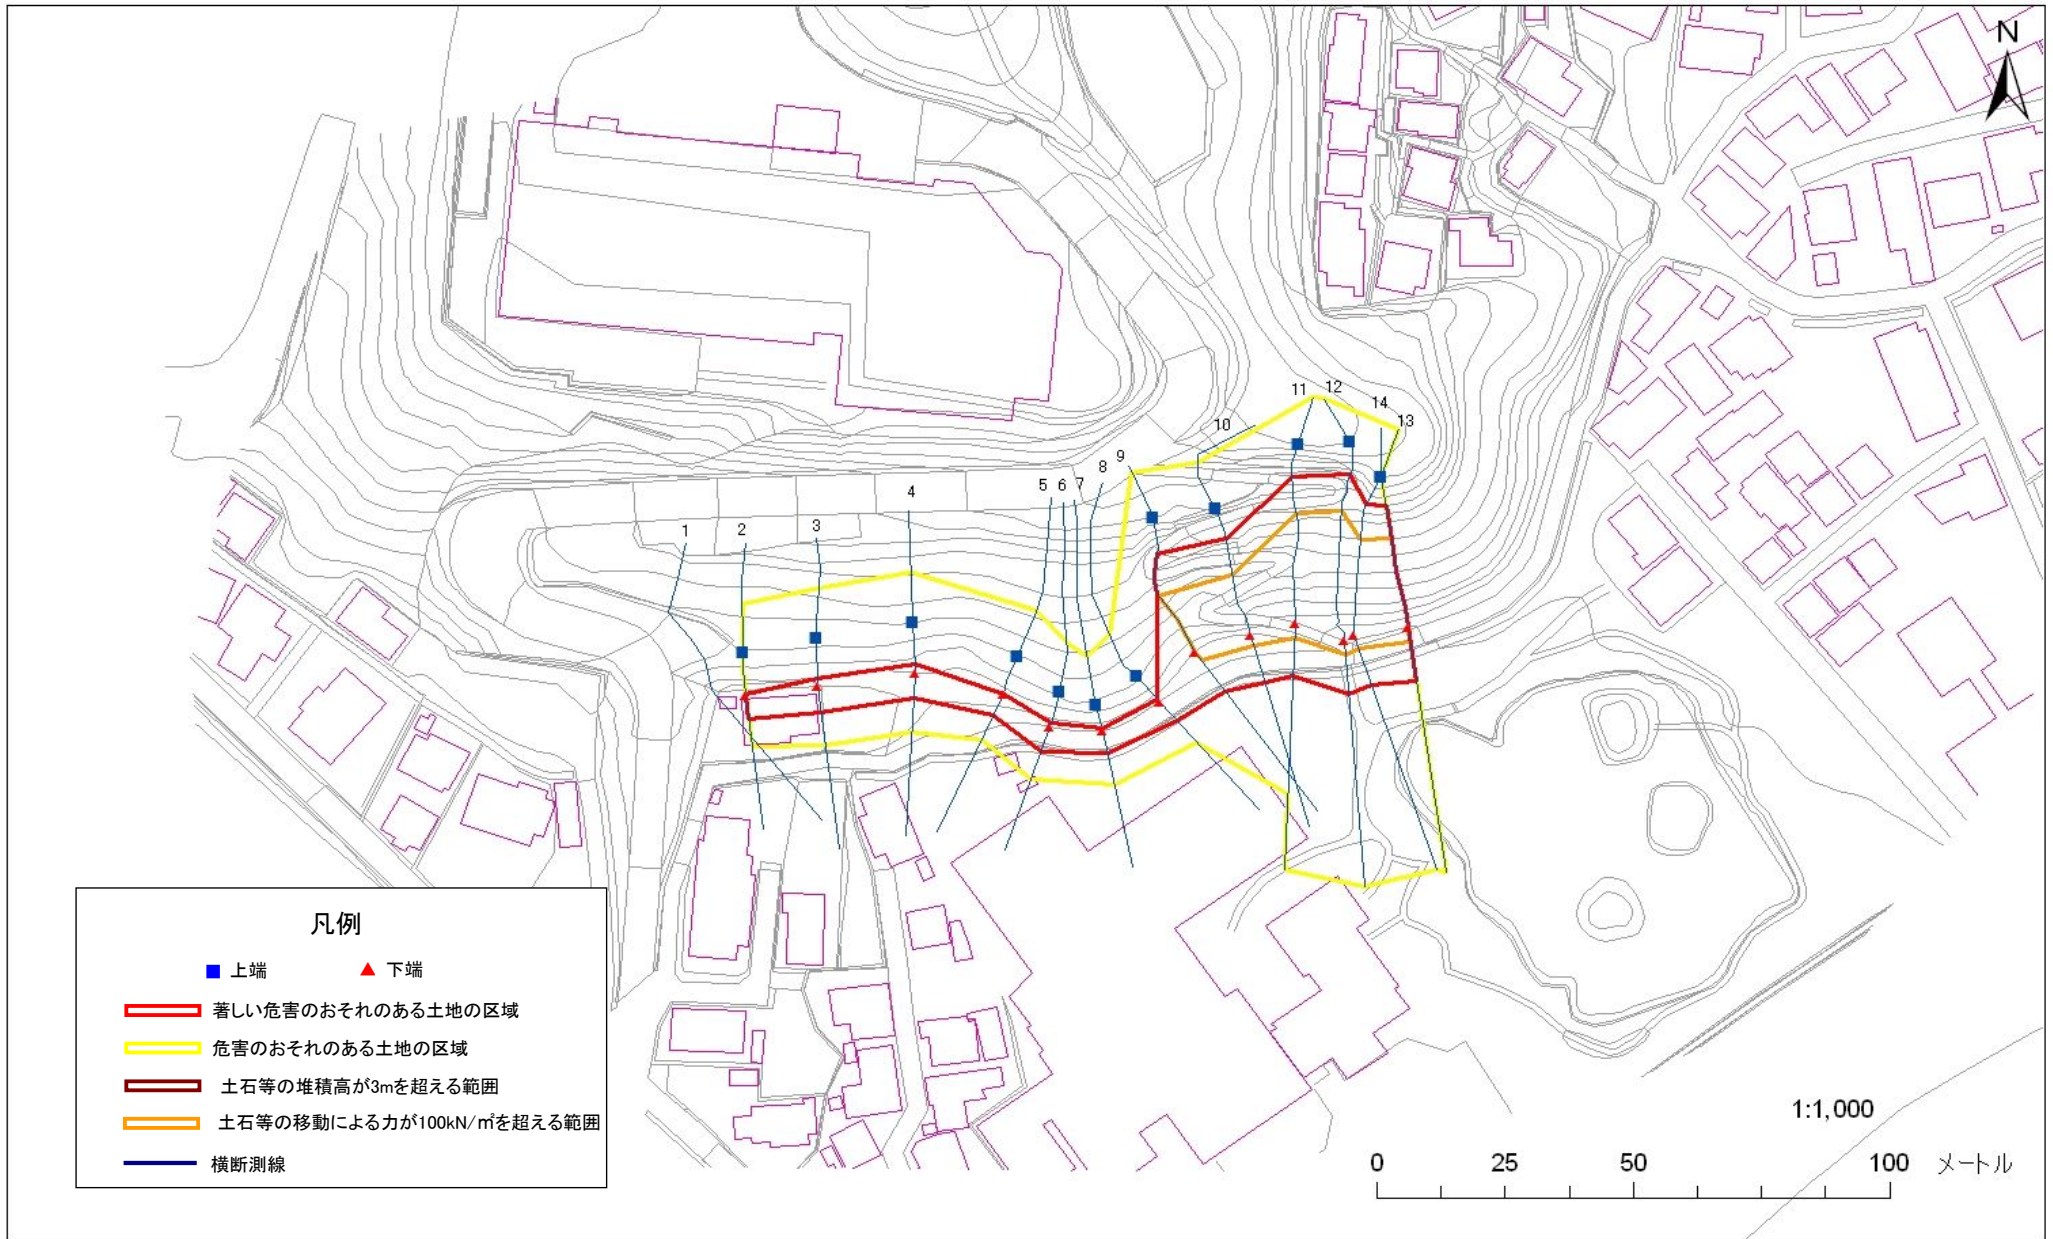 N
11 12
14
13
10
9
8
5 6 7
4
3
2
1
凡例
上端 下端
著しい危害のおそれのある土地の区域
危害のおそれのある土地の区域
土石等の堆積高が3mを超える範囲
土石等の移動による力が100kN/㎡を超える範囲
横断測線
1:1,000
0 25 50 100 メートル